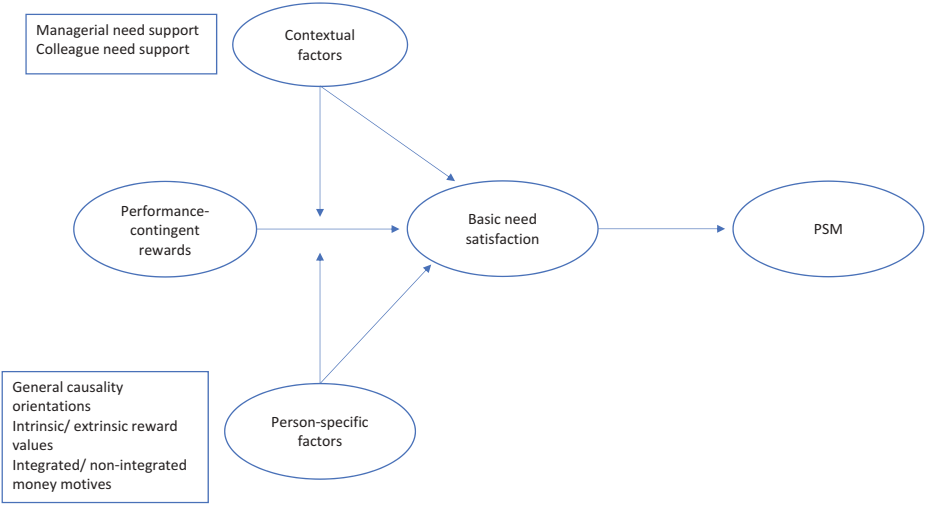 Managerial need support
Colleague need support
Contextual
factors
Performance-
contingent
rewards
Basic need
satisfaction
PSM
General causality
orientations
Intrinsic/ extrinsic reward
values
Integrated/ non-integrated
money motives
Person-specific
factors